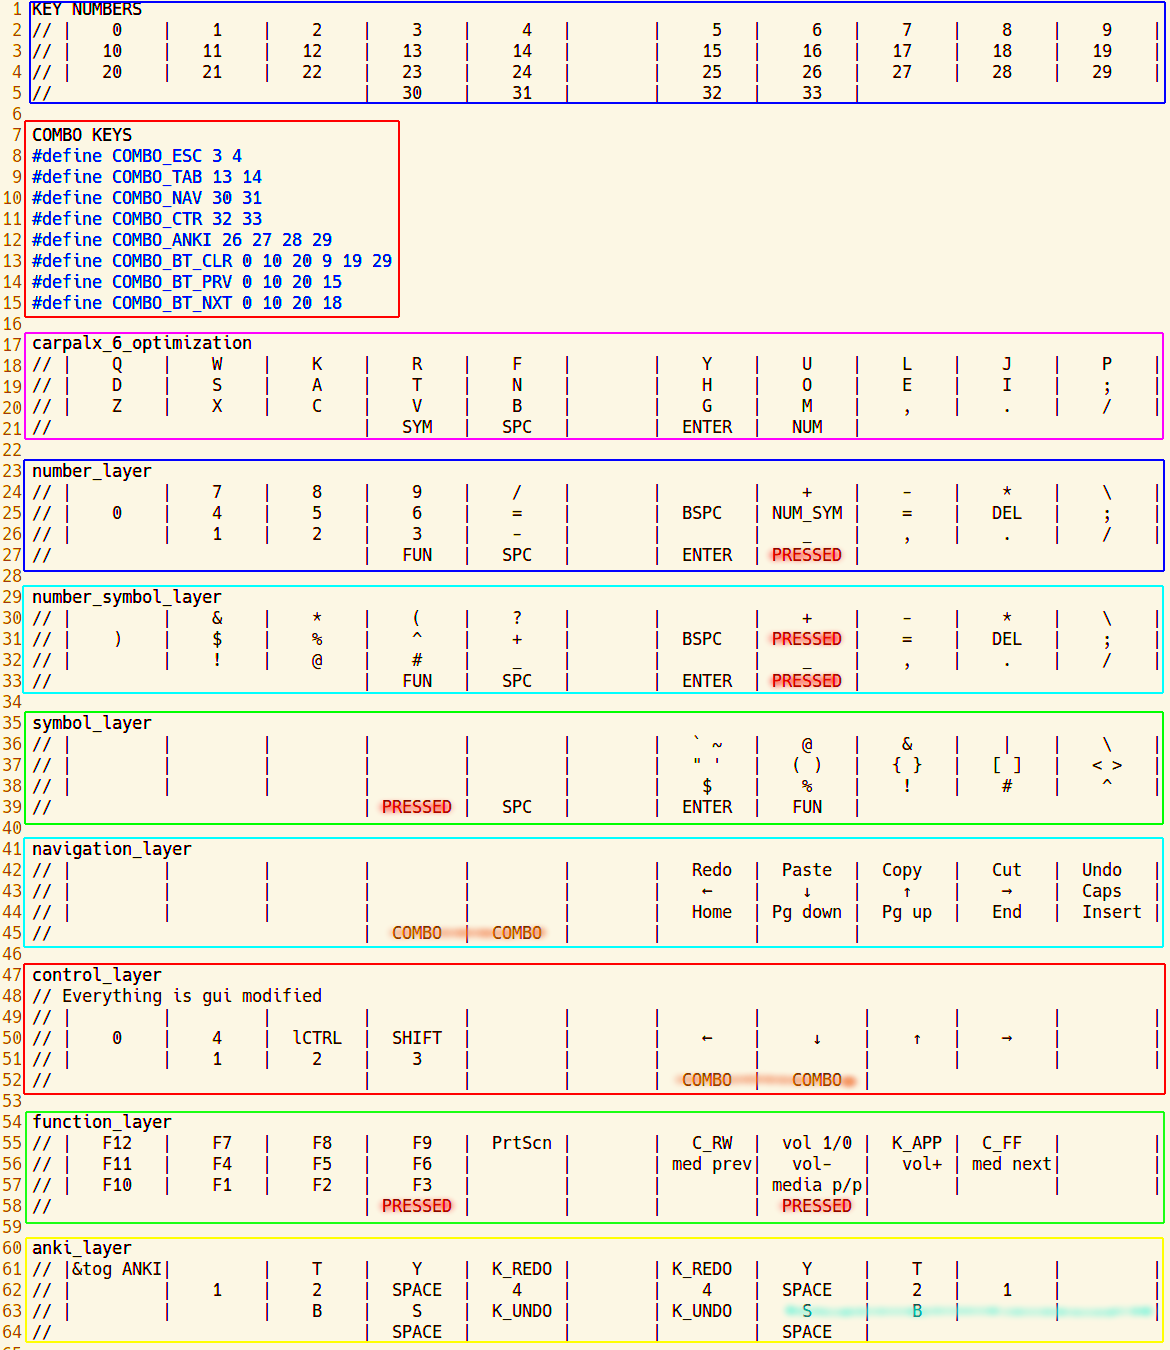 1 KEY NUMBERS
2 // | 0 | 1 | 2 | 3 | 4 | | 5 | 6 | 7 | 8 | 9 |
3 // | 10 | 11 | 12 | 13 | 14 | | 15 | 16 | 17 | 18 | 19 |
4 // | 20 | 21 | 22 | 23 | 24 | | 25 | 26 | 27 | 28 | 29 |
5 // | 30 | 31 | | 32 | 33 |
6
7 COMBO KEYS
8 #define COMBO_ESC 3 4
9 #define COMBO_TAB 13 14
10 #define COMBO_NAV 30 31
11 #define COMBO_CTR 32 33
12 #define COMBO_ANKI 26 27 28 29
13 #define COMBO_BT_CLR 0 10 20 9 19 29
14 #define COMBO_BT_PRV 0 10 20 15
15 #define COMBO_BT_NXT 0 10 20 18
16
17 carpalx_6_optimization
18 // | Q | W | K | R | F | | Y | U | L | J | P |
19 // | D | S | A | T | N | | H | O | E | I | ; |
20 // | Z | X | C | V | B | | G | M | , | . | / |
21 // | SYM | SPC | | ENTER | NUM |
22
23 number_layer
24 // | | 7 | 8 | 9 | / | | | + | - | * | \ |
25 // | 0 | 4 | 5 | 6 | = | | BSPC | NUM_SYM | = | DEL | ; |
26 // | | 1 | 2 | 3 | - | | | _ | , | . | / |
27 // | FUN | SPC | | ENTER | PRESSED |
28
29 number_symbol_layer
30 // | | & | * | ( | ? | | | + | - | * | \ |
31 // | ) | $ | % | ^ | + | | BSPC | PRESSED | = | DEL | ; |
32 // | | ! | @ | # | _ | | | _ | , | . | / |
33 // | FUN | SPC | | ENTER | PRESSED |
34
35 symbol_layer
36 // | | | | | | | ` ~ | @ | & | | | \ |
37 // | | | | | | | " ' | ( ) | { } | [ ] | < > |
38 // | | | | | | | $ | % | ! | # | ^ |
39 // | PRESSED | SPC | | ENTER | FUN |
40
41 navigation_layer
42 // | | | | | | | Redo | Paste | Copy | Cut | Undo |
43 // | | | | | | | ← | ↓ | ↑ | → | Caps |
44 // | | | | | | | Home | Pg down | Pg up | End | Insert |
45 // | COMBO | COMBO | | | |
46
47 control_layer
48 // Everything is gui modified
49 // | | | | | | | | | | | |
50 // | 0 | 4 | lCTRL | SHIFT | | | ← | ↓ | ↑ | → | |
51 // | | 1 | 2 | 3 | | | | | | | |
52 // | | | | COMBO | COMBO |
53
54 function_layer
55 // | F12 | F7 | F8 | F9 | PrtScn | | C_RW | vol 1/0 | K_APP | C_FF | |
56 // | F11 | F4 | F5 | F6 | | | med prev| vol- | vol+ | med next| |
57 // | F10 | F1 | F2 | F3 | | | | media p/p| | | |
58 // | PRESSED | | | | PRESSED |
59
60 anki_layer
61 // |&tog ANKI| | T | Y | K_REDO | | K_REDO | Y | T | | |
62 // | | 1 | 2 | SPACE | 4 | | 4 | SPACE | 2 | 1 | |
63 // | | | B | S | K_UNDO | | K_UNDO | S | B | | |
64 // | SPACE | | | | SPACE |